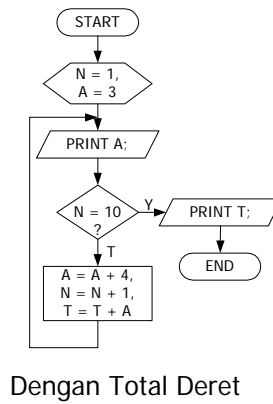 START
N = 1,
A = 3
PRINT A;
N = 10
?
Y
PRINT T;
T
END
A = A + 4,
N = N + 1,
T = T + A
Dengan Total Deret